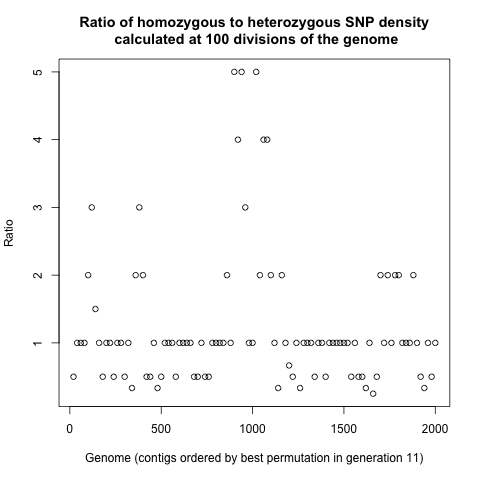 Ratio of homozygous to heterozygous SNP density
calculated at 100 divisions of the genome
5
4
3
2
1
Ratio
0 500 1000 1500 2000
Genome (contigs ordered by best permutation in generation 11)